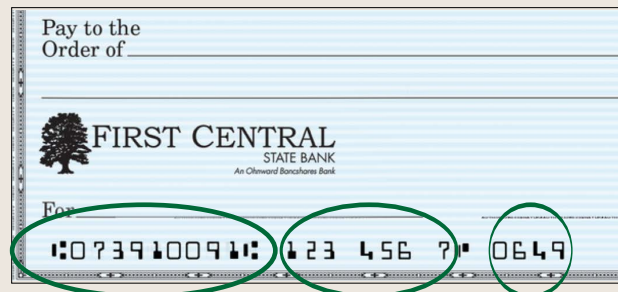 Pay to the
Order of
FIRST CENTRAL
STATE BANK
An Ohnward Bancshares Bank
For
⑆073910091⑆ 123 456 7⑈ 0649